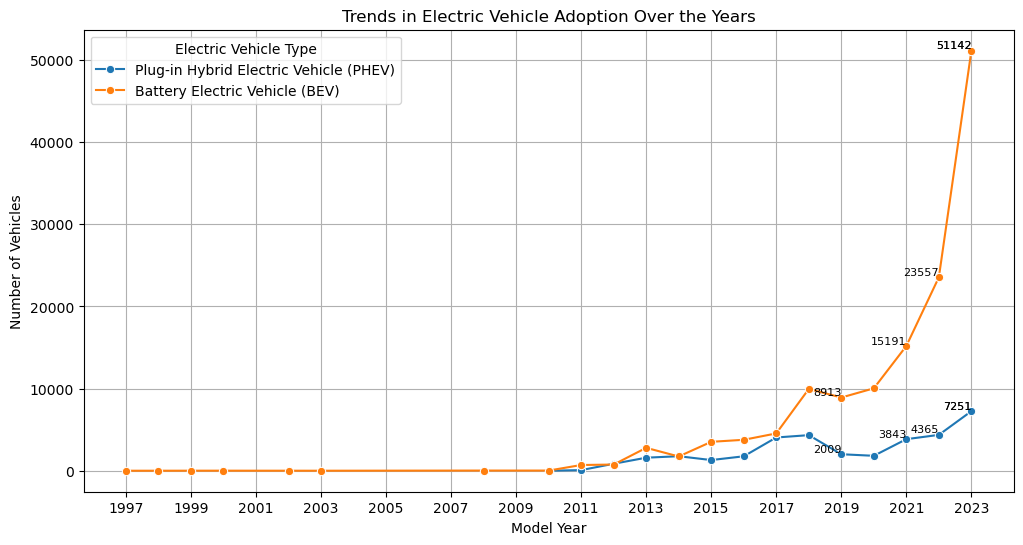 Trends in Electric Vehicle Adoption Over the Years
Electric Vehicle Type
Plug-in Hybrid Electric Vehicle (PHEV)
Battery Electric Vehicle (BEV)
Number of Vehicles
50000
40000
30000
20000
10000
0
51142
23557
15191
8913
7251
4365
3843
2009
1997 1999 2001 2003 2005 2007 2009 2011 2013 2015 2017 2019 2021 2023
Model Year